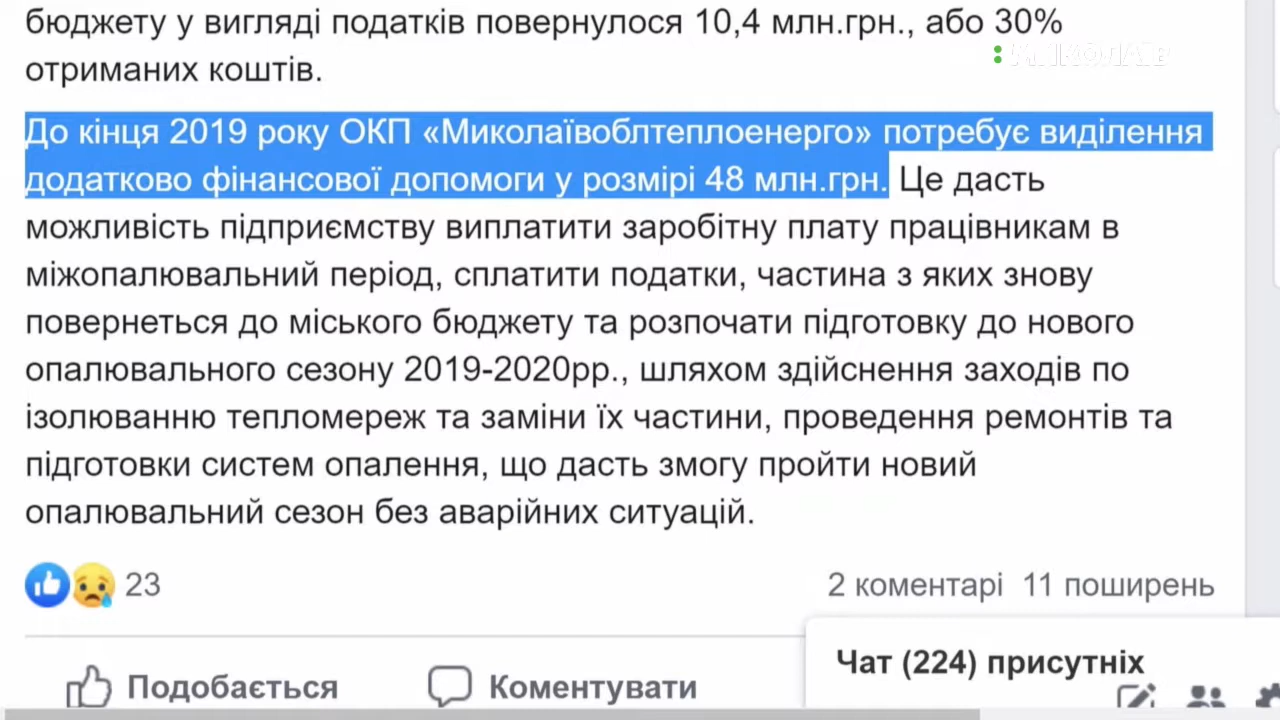 бюджету у вигляді податків повернулося 10,4 млн.грн., або 30%
отриманих коштів.
МИКОЛАЇВ
До кінця 2019 року ОКП «Миколаївоблтеплоенерго» потребує виділення
додатково фінансової допомоги у розмірі 48 млн.грн. Це дасть
можливість підприємству виплатити заробітну плату працівникам в
міжопалювальний період, сплатити податки, частина з яких знову
повернеться до міського бюджету та розпочати підготовку до нового
опалювального сезону 2019-2020рр., шляхом здійснення заходів по
ізолюванню тепломереж та заміни їх частини, проведення ремонтів та
підготовки систем опалення, що дасть змогу пройти новий
опалювальний сезон без аварійних ситуацій.
23
2 коментарі 11 поширень
Чат (224) присутніх
Подобається Коментувати